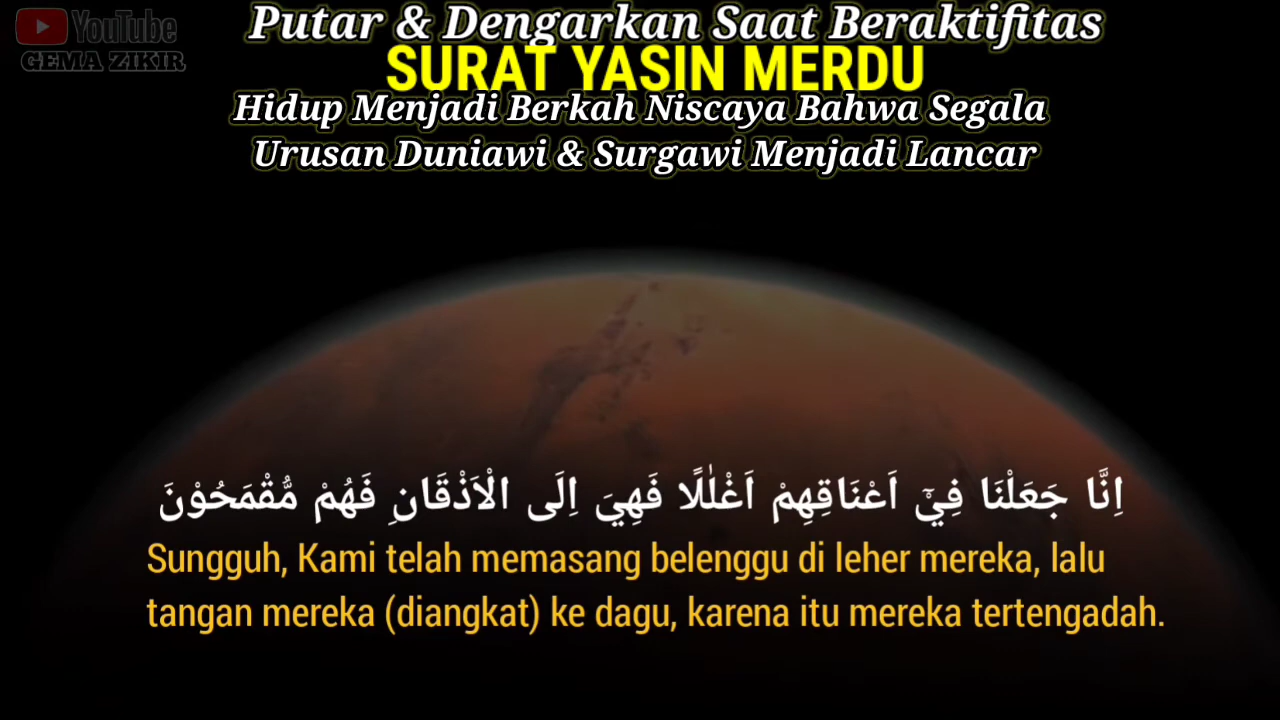 YouTube
GEMA ZIKIR
Putar & Dengarkan Saat Beraktifitas
SURAT YASIN MERDU
Hidup Menjadi Berkah Niscaya Bahwa Segala
Urusan Duniawi & Surgawi Menjadi Lancar
اِنَّا جَعَلْنَا فِيْٓ اَعْنَاقِهِمْ اَغْلٰلًا فَهِيَ اِلَى الْاَذْقَانِ فَهُمْ مُّقْمَحُوْنَ
Sungguh, Kami telah memasang belenggu di leher mereka, lalu
tangan mereka (diangkat) ke dagu, karena itu mereka tertengadah.